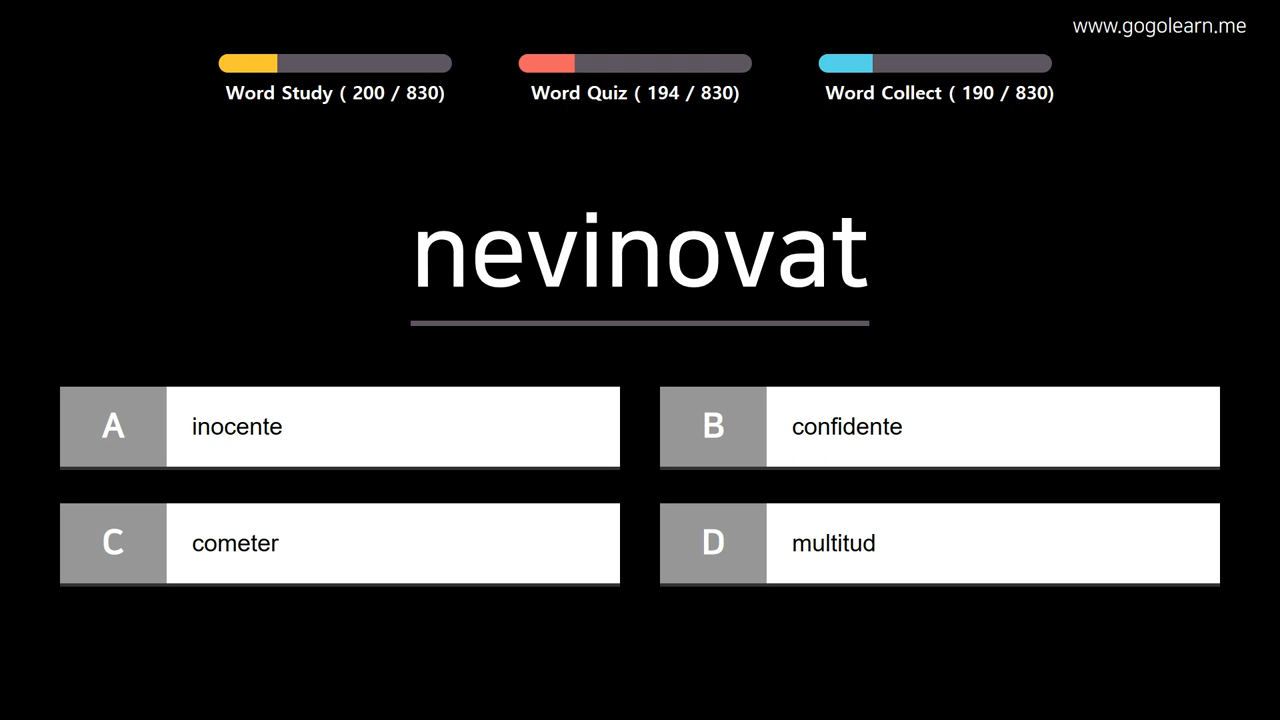 www.gogolearn.me
Word Study ( 200 / 830)
Word Quiz ( 194 / 830)
Word Collect ( 190 / 830)
nevinovat
A inocente
B confidente
C cometer
D multitud